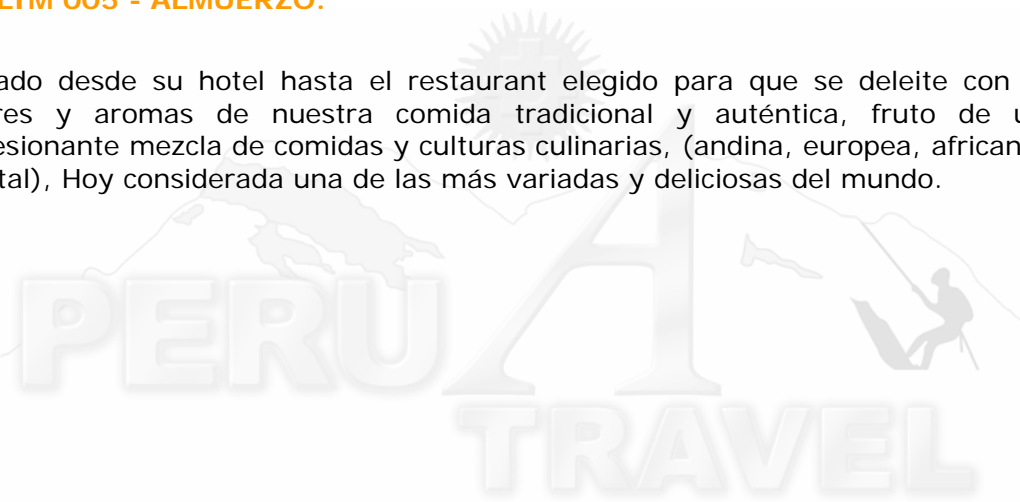 LTM 005 - ALMUERZO.
ado desde su hotel hasta el restaurant elegido para que se deleite con
res y aromas de nuestra comida tradicional y auténtica, fruto de u
esionante mezcla de comidas y culturas culinarias, (andina, europea, african
tal), Hoy considerada una de las más variadas y deliciosas del mundo.
PERU A
TRAVEL